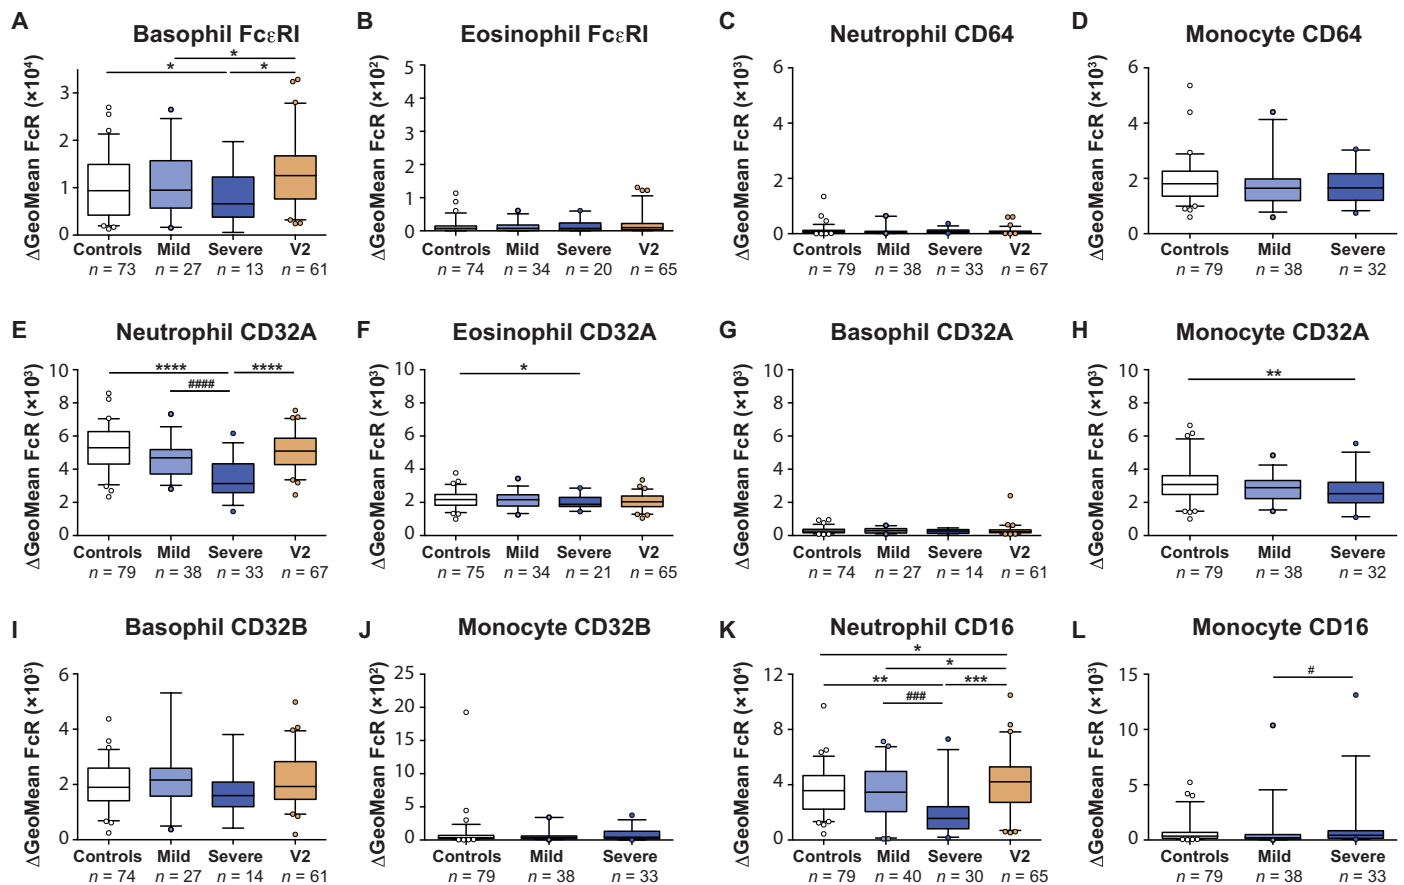 A
Basophil FcεRI
*
* *
ΔGeoMean FcR (×10⁴)
3
2
1
0
Controls Mild Severe V2
n = 73 n = 27 n = 13 n = 61
B
Eosinophil FcεRI
ΔGeoMean FcR (×10²)
5
4
3
2
1
0
Controls Mild Severe V2
n = 74 n = 34 n = 20 n = 65
C
Neutrophil CD64
ΔGeoMean FcR (×10³)
6
4
2
0
Controls Mild Severe V2
n = 79 n = 38 n = 33 n = 67
D
Monocyte CD64
ΔGeoMean FcR (×10³)
6
4
2
0
Controls Mild Severe
n = 79 n = 38 n = 32
E
Neutrophil CD32A
**** ****
####
ΔGeoMean FcR (×10³)
10
8
6
4
2
0
Controls Mild Severe V2
n = 79 n = 38 n = 33 n = 67
F
Eosinophil CD32A
*
ΔGeoMean FcR (×10³)
10
8
6
4
2
0
Controls Mild Severe V2
n = 75 n = 34 n = 21 n = 65
G
Basophil CD32A
ΔGeoMean FcR (×10³)
10
8
6
4
2
0
Controls Mild Severe V2
n = 74 n = 27 n = 14 n = 61
H
Monocyte CD32A
**
ΔGeoMean FcR (×10³)
10
8
6
4
2
0
Controls Mild Severe
n = 79 n = 38 n = 32
I
Basophil CD32B
ΔGeoMean FcR (×10³)
6
4
2
0
Controls Mild Severe V2
n = 74 n = 27 n = 14 n = 61
J
Monocyte CD32B
ΔGeoMean FcR (×10²)
25
20
15
10
5
0
Controls Mild Severe
n = 79 n = 38 n = 33
K
Neutrophil CD16
*
*
** ***
###
ΔGeoMean FcR (×10⁴)
12
8
4
0
Controls Mild Severe V2
n = 79 n = 40 n = 30 n = 65
L
Monocyte CD16
#
ΔGeoMean FcR (×10³)
15
10
5
0
Controls Mild Severe
n = 79 n = 38 n = 33